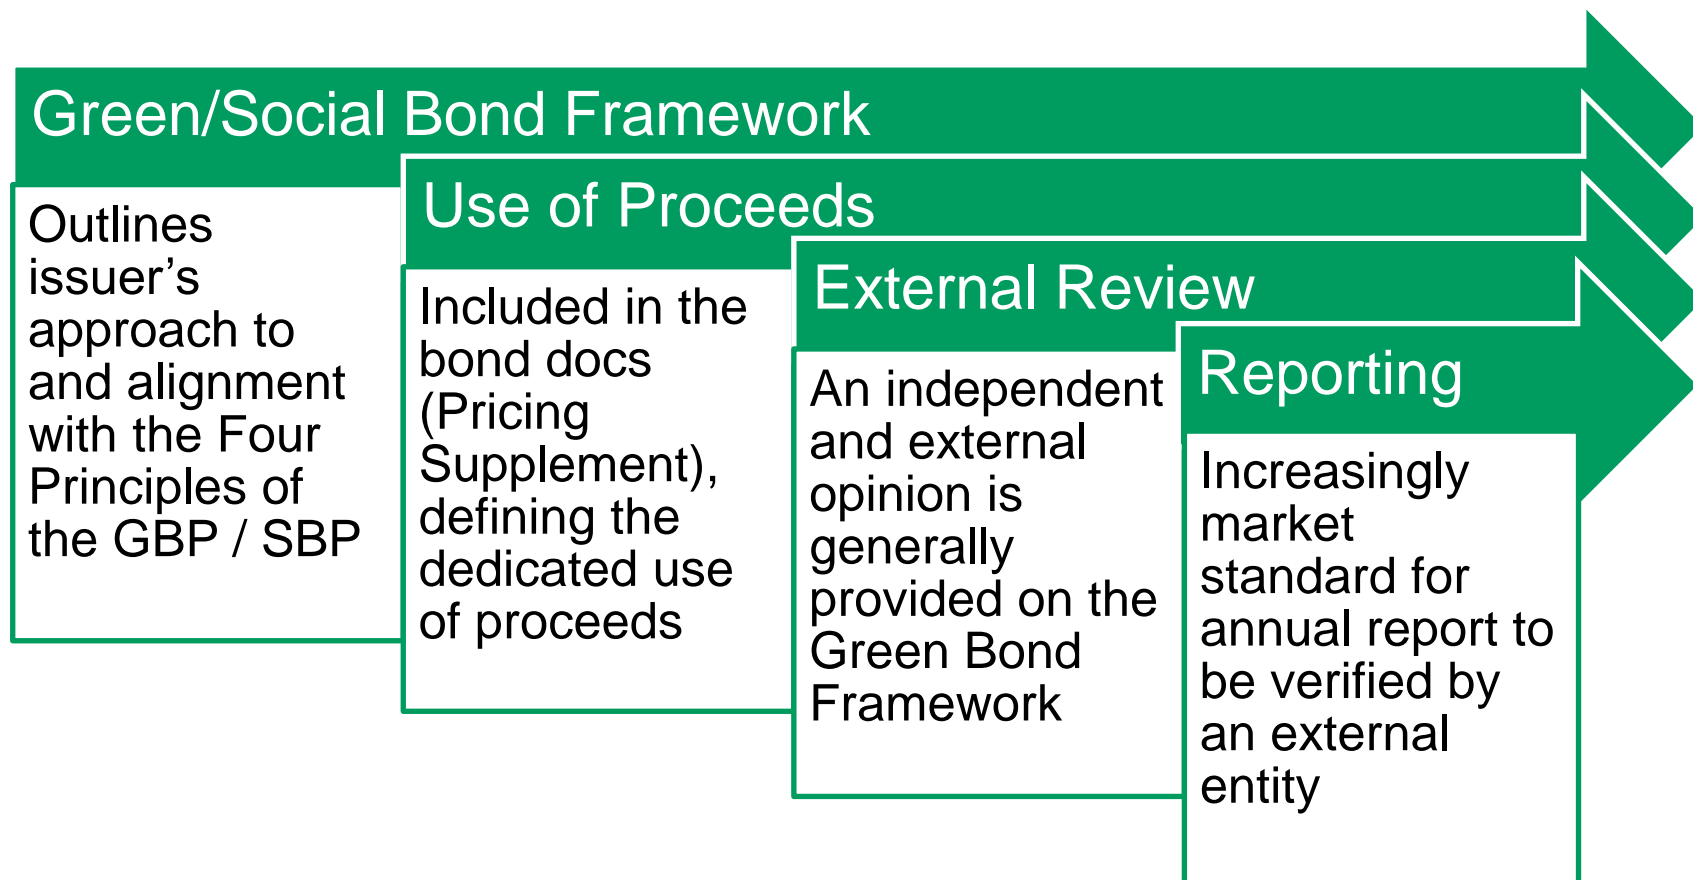 Green/Social Bond Framework
Outlines
issuer’s
approach to
and alignment
with the Four
Principles of
the GBP / SBP
Use of Proceeds
Included in the
bond docs
(Pricing
Supplement),
defining the
dedicated use
of proceeds
External Review
An independent
and external
opinion is
generally
provided on the
Green Bond
Framework
Reporting
Increasingly
market
standard for
annual report to
be verified by
an external
entity